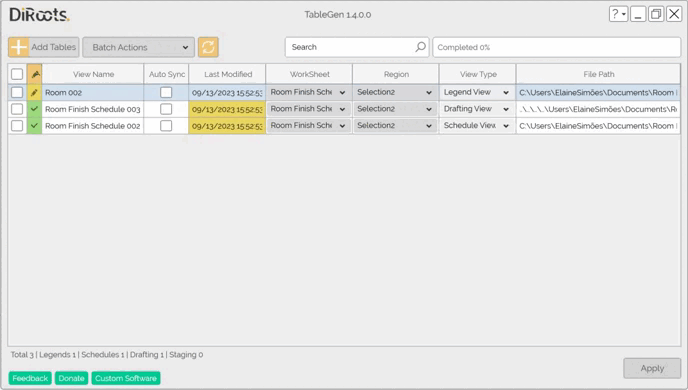 DiRoots.
TableGen 1.4.0.0
?
Add Tables
Batch Actions
Search
Completed 0%
View Name Auto Sync Last Modified WorkSheet Region View Type File Path
Room 002 09/13/2023 15:52:53 Room Finish Sche Selection2 Legend View C:\Users\ElaineSimões\Documents\Room
Room Finish Schedule 003 09/13/2023 15:52:53 Room Finish Sche Selection2 Drafting View ..\..\..\..\Users\ElaineSimões\Documents\Ro
Room Finish Schedule 002 09/13/2023 15:52:53 Room Finish Sche Selection2 Schedule View C:\Users\ElaineSimões\Documents\Room
Total 3 | Legends 1 | Schedules 1 | Drafting 1 | Staging 0
Feedback Donate Custom Software
Apply